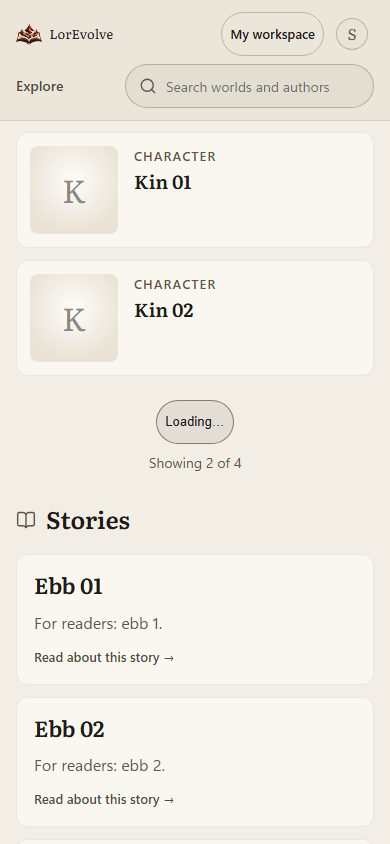 LorEvolve
My workspace
S
Explore
Search worlds and authors
K
CHARACTER
Kin 01
K
CHARACTER
Kin 02
Loading…
Showing 2 of 4
Stories
Ebb 01
For readers: ebb 1.
Read about this story →
Ebb 02
For readers: ebb 2.
Read about this story →